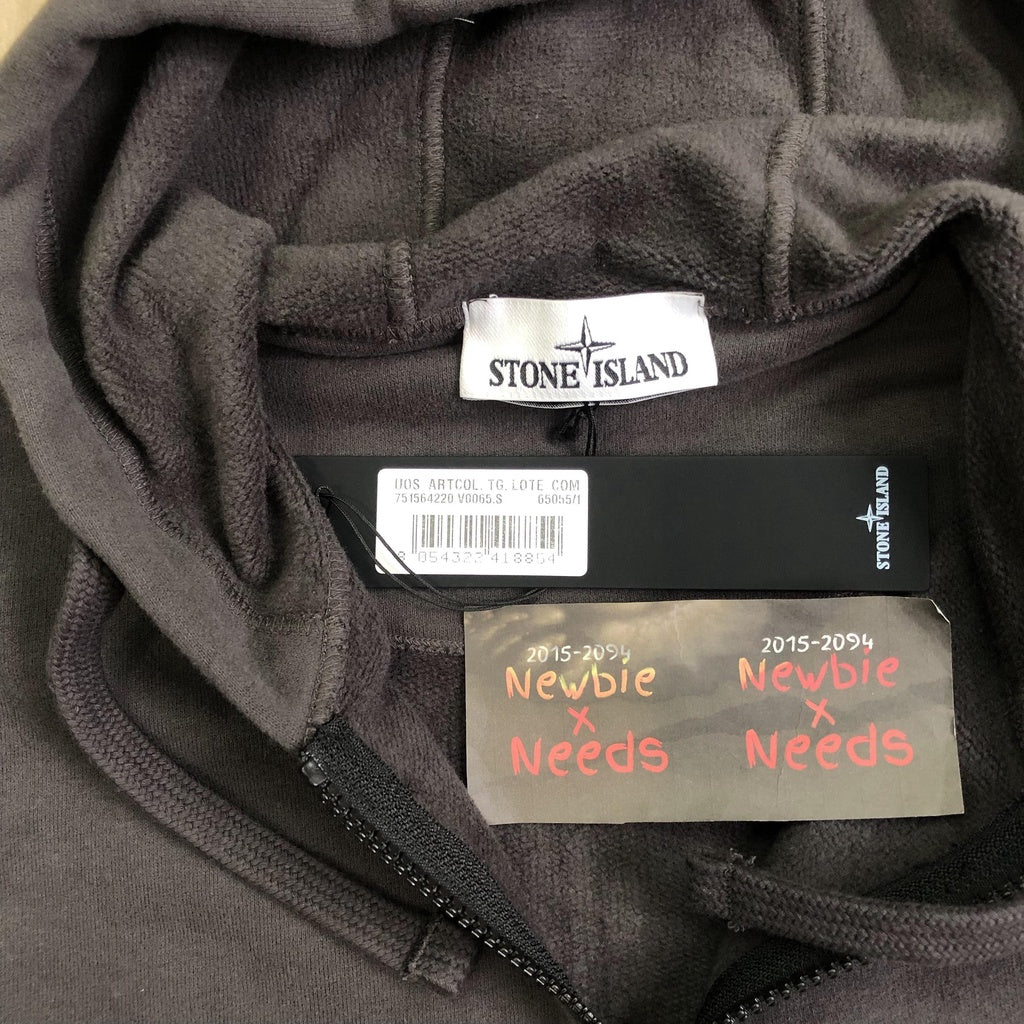 STONE ISLAND
UOS ARTCOL. TG. LOTE COM
751564220 V0065.S 65055/1
8 054322 418854
STONE ISLAND
2015-2094
Newbie
x
Needs
2015-2094
Newbie
x
Needs